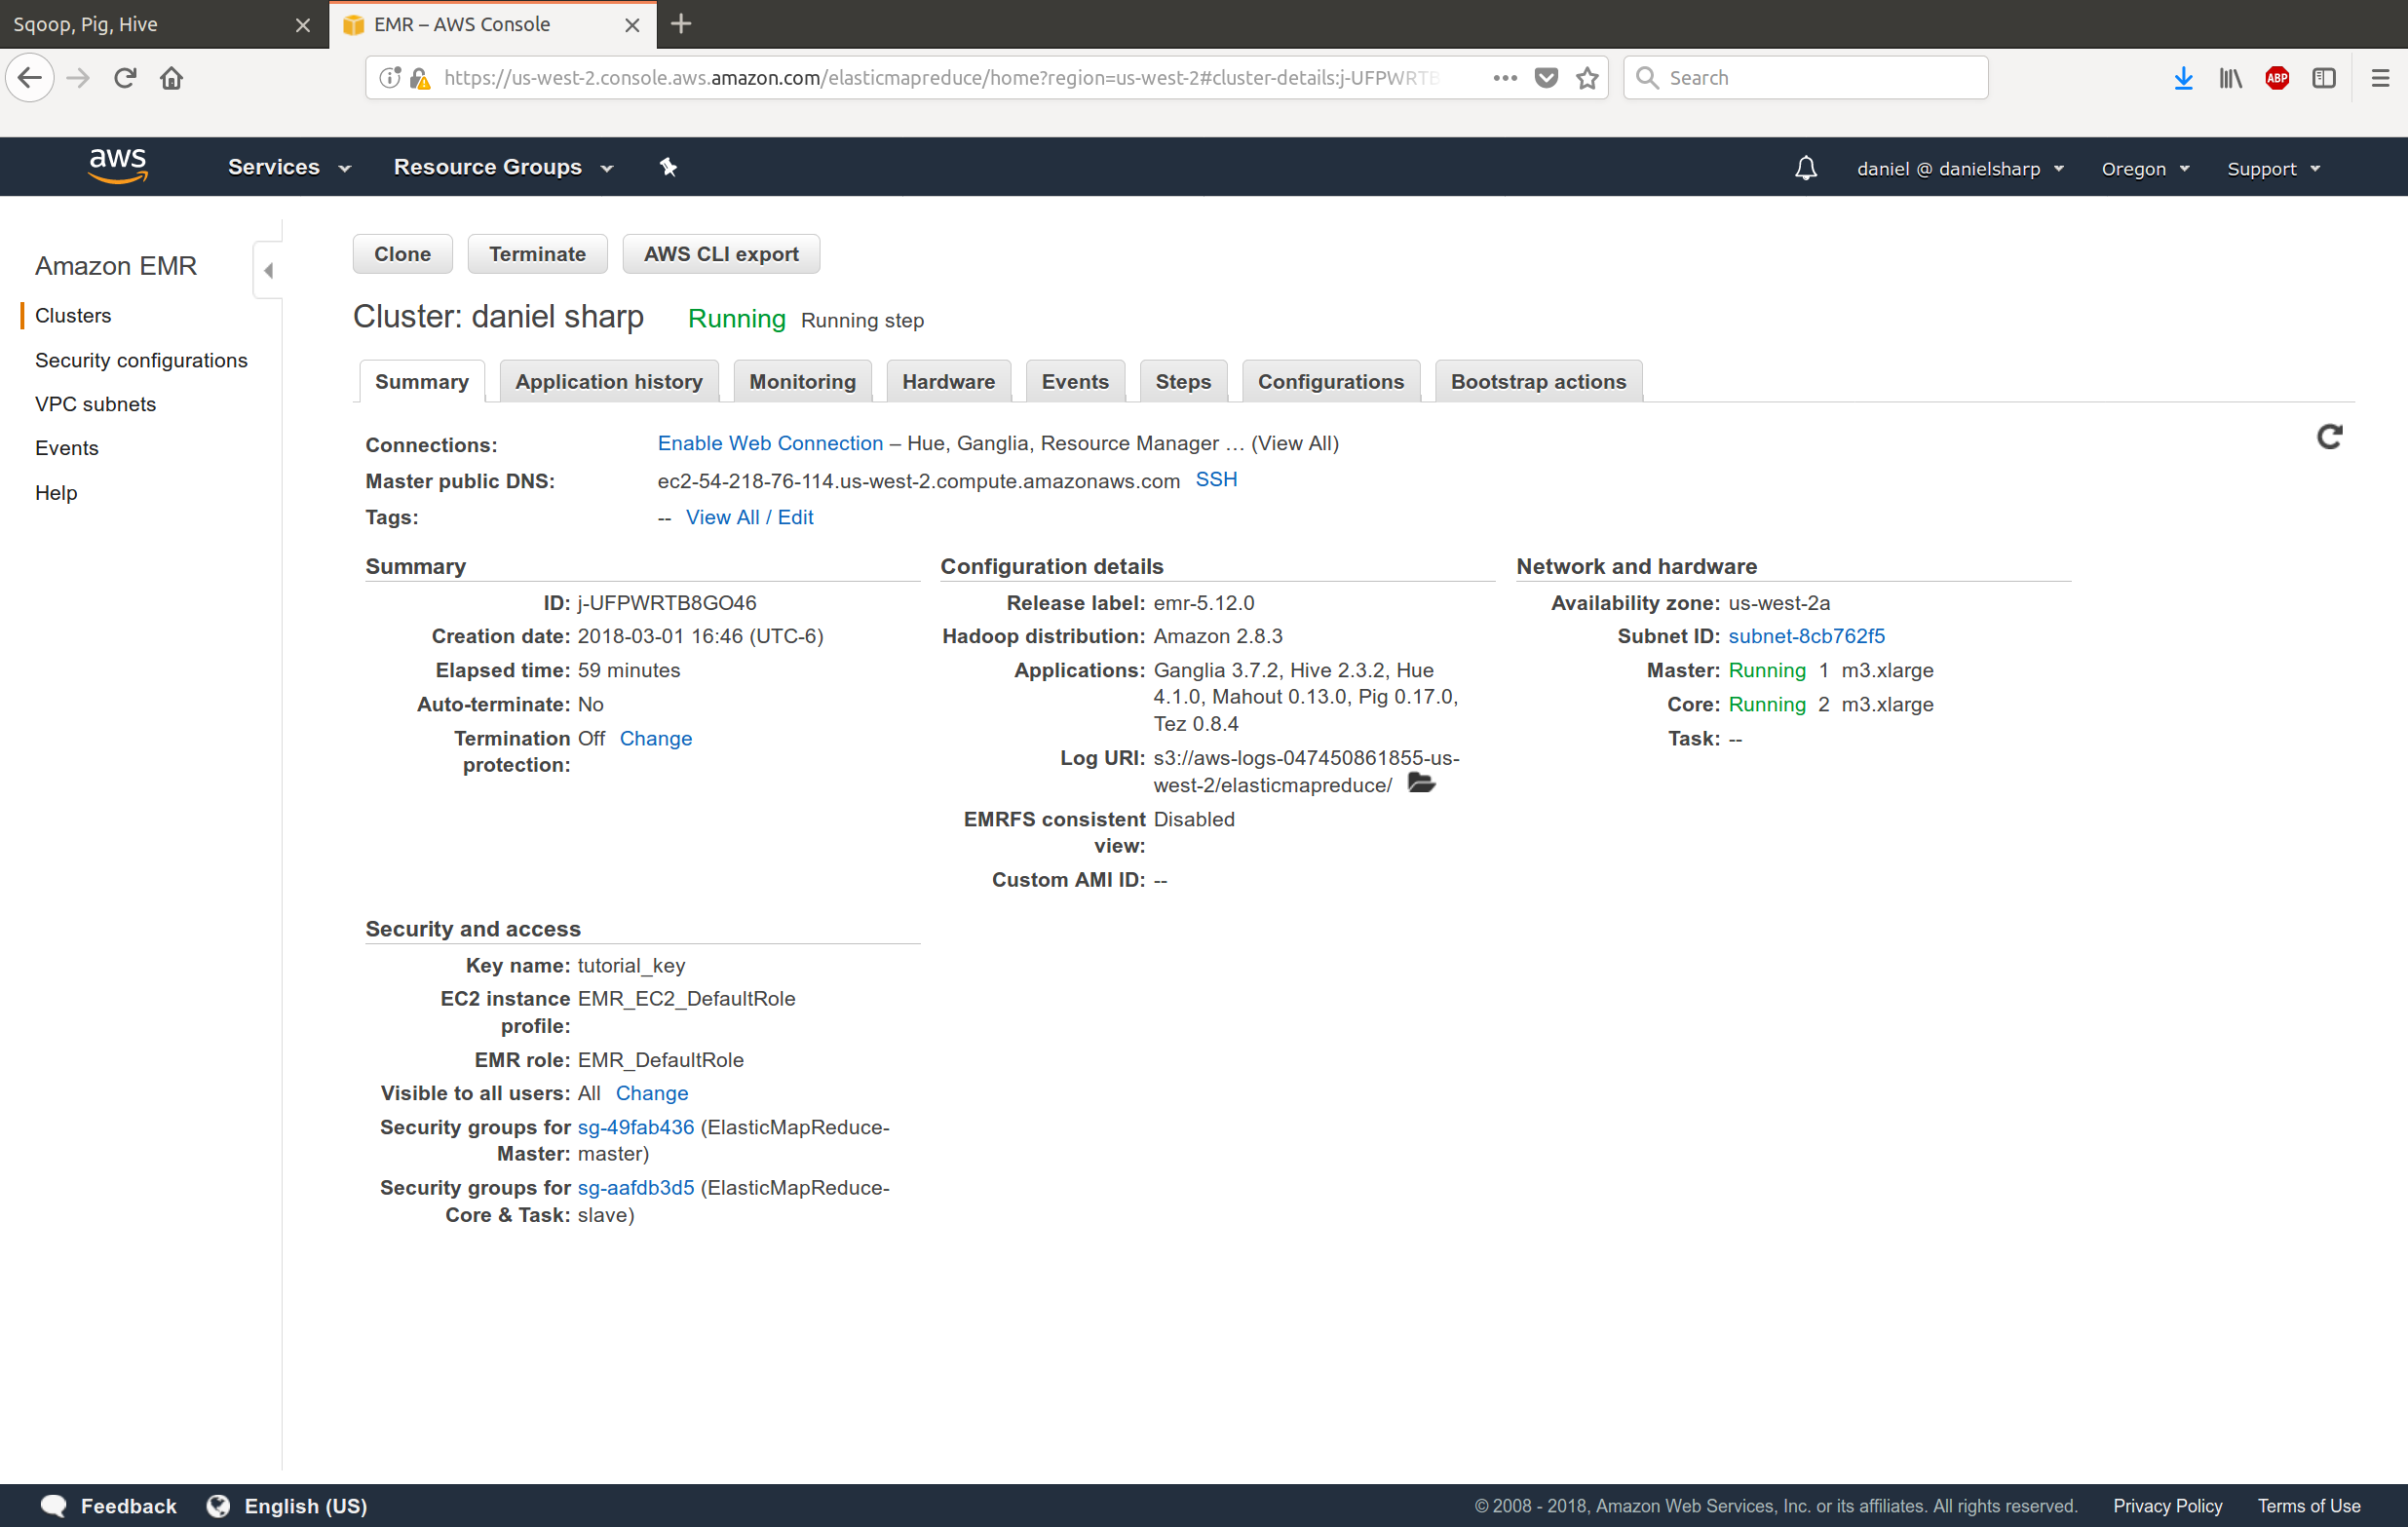 Sqoop, Pig, Hive
EMR – AWS Console
https://us-west-2.console.aws.amazon.com/elasticmapreduce/home?region=us-west-2#cluster-details:j-UFPWRTB
Search
ABP
aws
Services
Resource Groups
daniel @ danielsharp
Oregon
Support
Amazon EMR
Clusters
Security configurations
VPC subnets
Events
Help
Clone
Terminate
AWS CLI export
Cluster: daniel sharp Running Running step
Summary
Application history
Monitoring
Hardware
Events
Steps
Configurations
Bootstrap actions
Connections: Enable Web Connection – Hue, Ganglia, Resource Manager … (View All)
Master public DNS: ec2-54-218-76-114.us-west-2.compute.amazonaws.com SSH
Tags: -- View All / Edit
Summary
ID: j-UFPWRTB8GO46
Creation date: 2018-03-01 16:46 (UTC-6)
Elapsed time: 59 minutes
Auto-terminate: No
Termination Off Change
protection:
Configuration details
Release label: emr-5.12.0
Hadoop distribution: Amazon 2.8.3
Applications: Ganglia 3.7.2, Hive 2.3.2, Hue
4.1.0, Mahout 0.13.0, Pig 0.17.0,
Tez 0.8.4
Log URI: s3://aws-logs-047450861855-us-
west-2/elasticmapreduce/
EMRFS consistent Disabled
view:
Custom AMI ID: --
Network and hardware
Availability zone: us-west-2a
Subnet ID: subnet-8cb762f5
Master: Running 1 m3.xlarge
Core: Running 2 m3.xlarge
Task: --
Security and access
Key name: tutorial_key
EC2 instance EMR_EC2_DefaultRole
profile:
EMR role: EMR_DefaultRole
Visible to all users: All Change
Security groups for sg-49fab436 (ElasticMapReduce-
Master: master)
Security groups for sg-aafdb3d5 (ElasticMapReduce-
Core & Task: slave)
Feedback
English (US)
© 2008 - 2018, Amazon Web Services, Inc. or its affiliates. All rights reserved.
Privacy Policy
Terms of Use